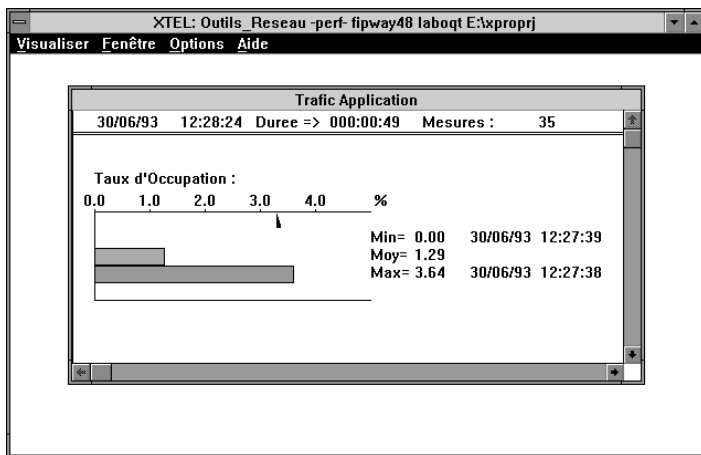 XTEL: Outils_Reseau -perf- fipway48 laboqt E:\xproprj
Visualiser Fenêtre Options Aide
Trafic Application
30/06/93 12:28:24 Duree => 000:00:49 Mesures : 35
Taux d'Occupation :
0.0 1.0 2.0 3.0 4.0 %
Min= 0.00 30/06/93 12:27:39
Moy= 1.29
Max= 3.64 30/06/93 12:27:38